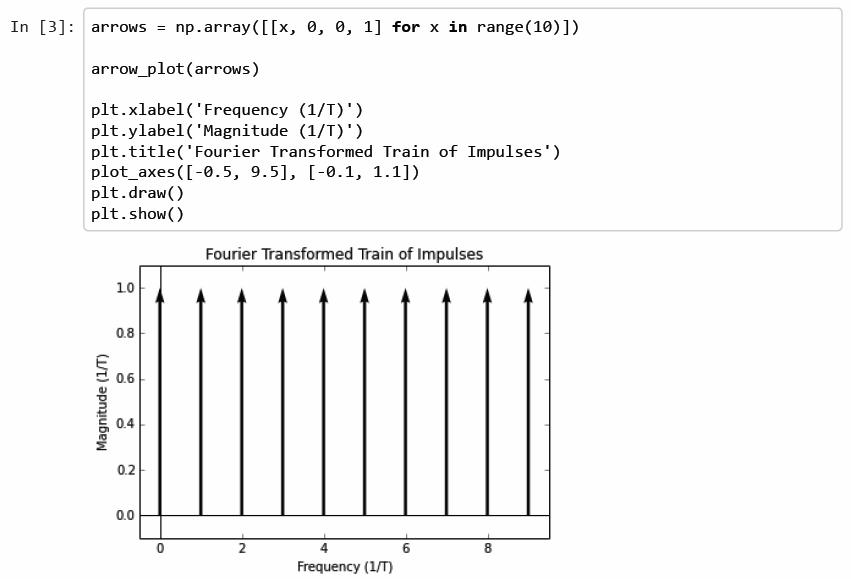 In [3]: arrows = np.array([[x, 0, 0, 1] for x in range(10)])
arrow_plot(arrows)
plt.xlabel('Frequency (1/T)')
plt.ylabel('Magnitude (1/T)')
plt.title('Fourier Transformed Train of Impulses')
plot_axes([-0.5, 9.5], [-0.1, 1.1])
plt.draw()
plt.show()
Fourier Transformed Train of Impulses
Magnitude (1/T)
1.0
0.8
0.6
0.4
0.2
0.0
0 2 4 6 8
Frequency (1/T)